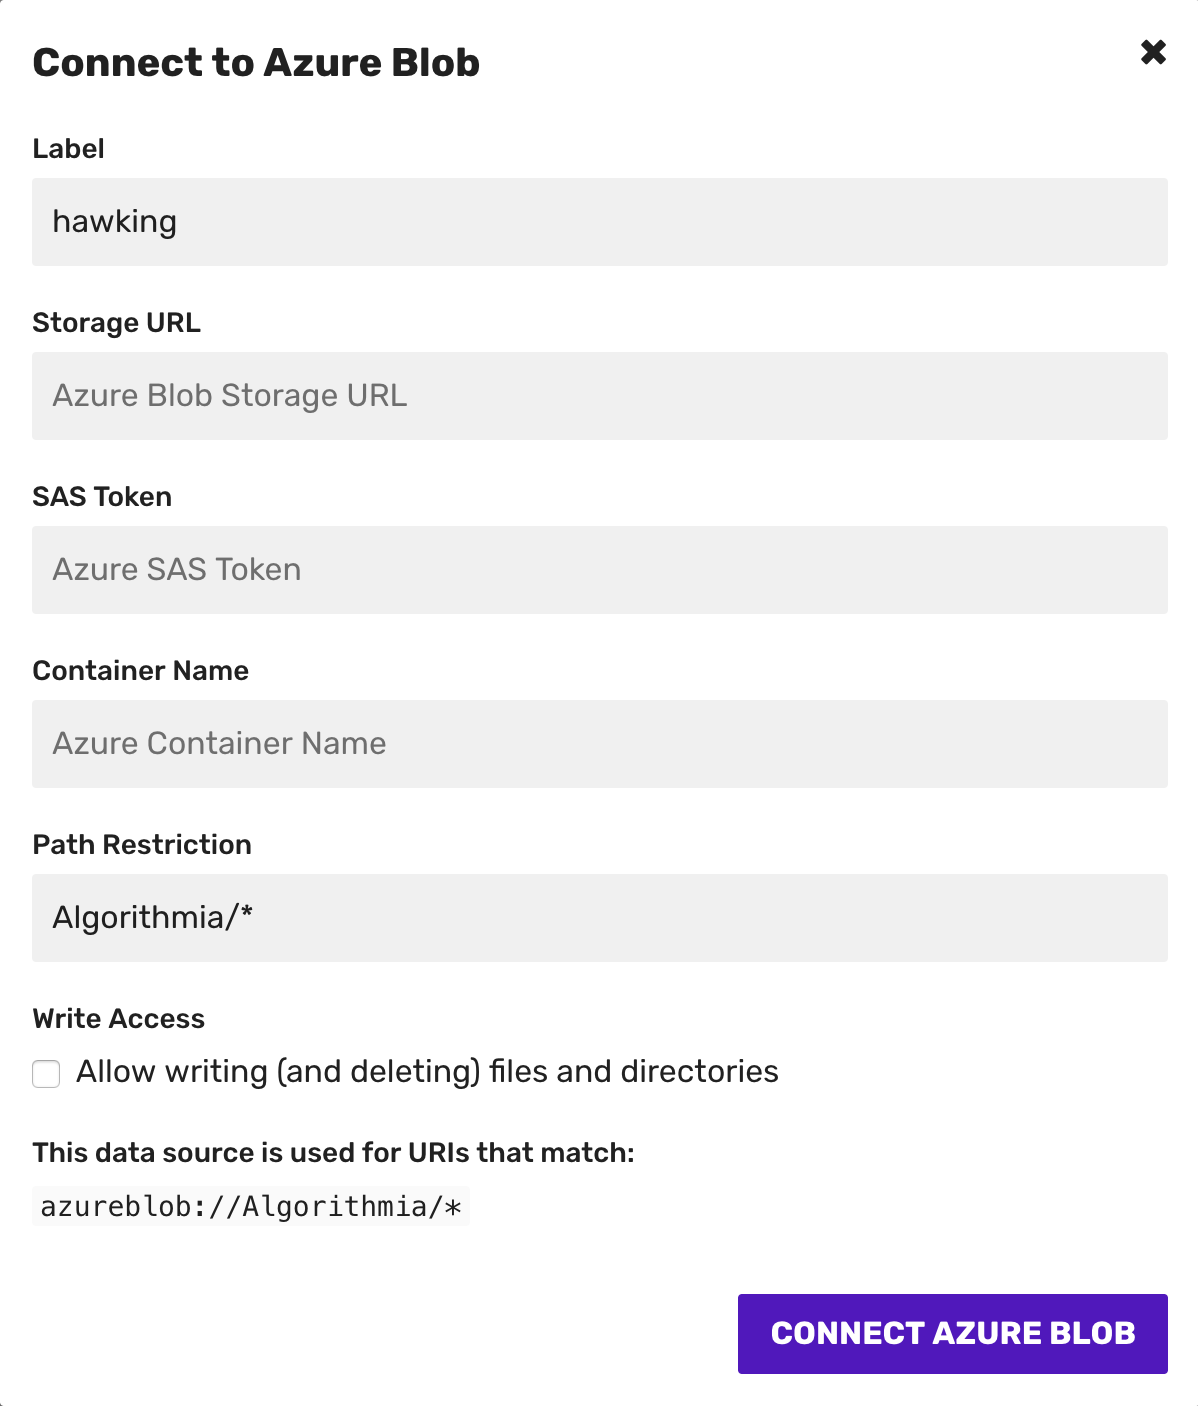 Connect to Azure Blob
Label
hawking
Storage URL
Azure Blob Storage URL
SAS Token
Azure SAS Token
Container Name
Azure Container Name
Path Restriction
Algorithmia/*
Write Access
Allow writing (and deleting) files and directories
This data source is used for URIs that match:
azureblob://Algorithmia/*
CONNECT AZURE BLOB